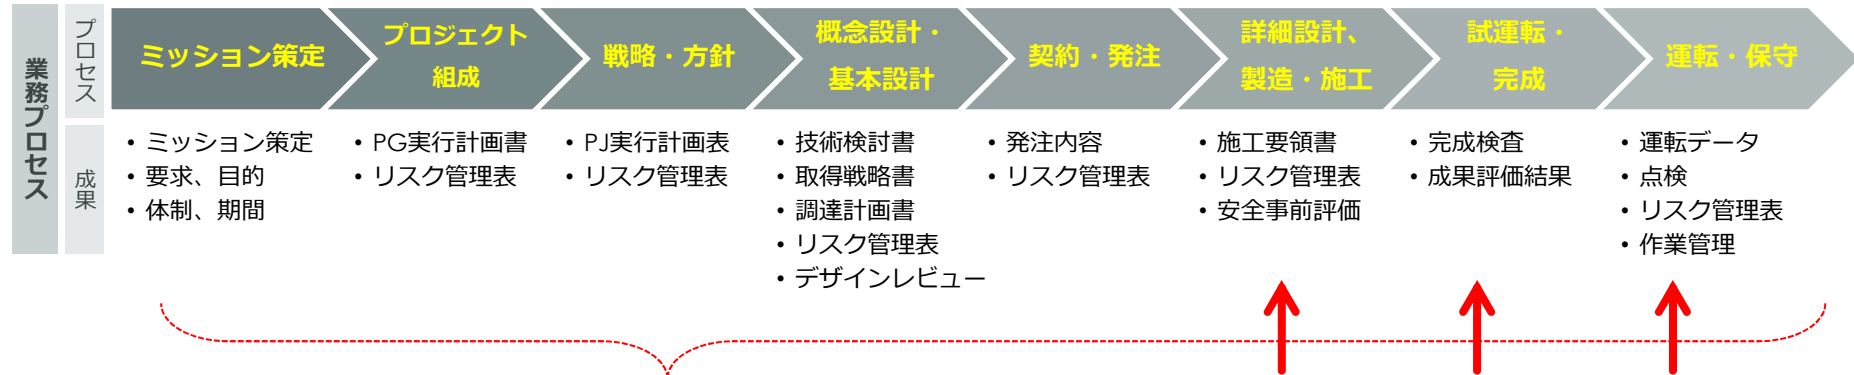 業務プロセス
プロセス
ミッション策定
プロジェクト
組成
戦略・方針
概念設計・
基本設計
契約・発注
詳細設計、
製造・施工
試運転・
完成
運転・保守
成果
• ミッション策定
• 要求、目的
• 体制、期間
• PG実行計画書
• リスク管理表
• PJ実行計画表
• リスク管理表
• 技術検討書
• 取得戦略書
• 調達計画書
• リスク管理表
• デザインレビュー
• 発注内容
• リスク管理表
• 施工要領書
• リスク管理表
• 安全事前評価
• 完成検査
• 成果評価結果
• 運転データ
• 点検
• リスク管理表
• 作業管理